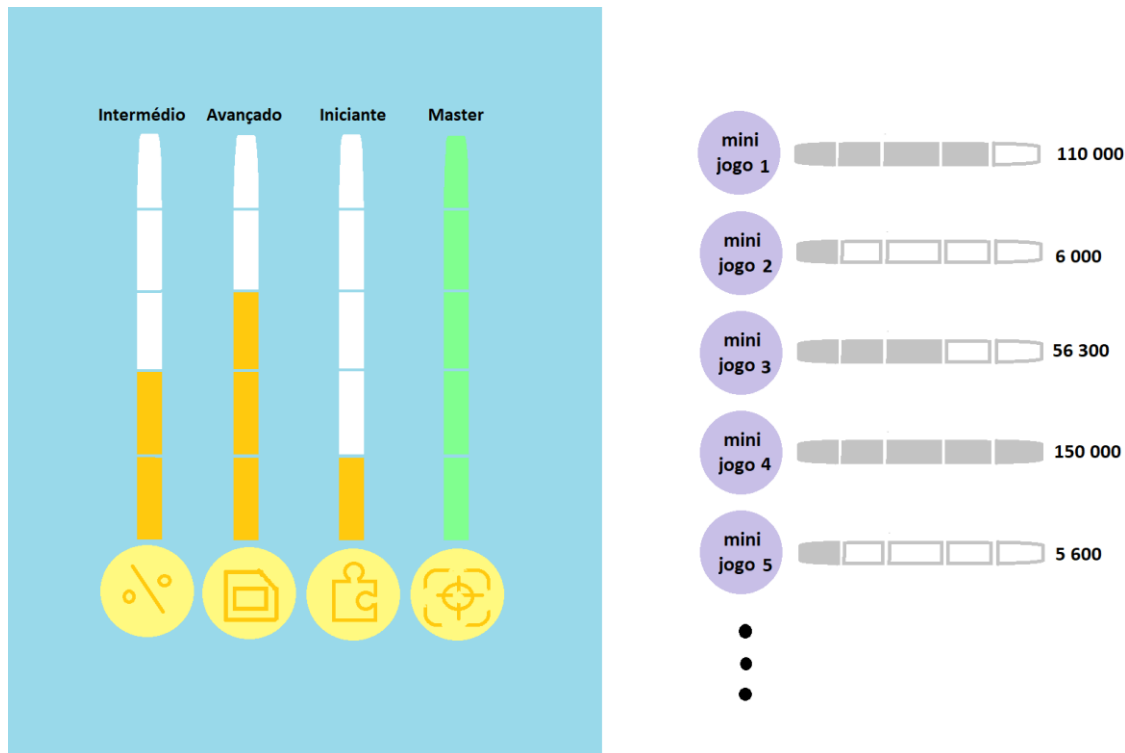 Intermédio
Avançado
Iniciante
Master
mini
jogo 1
110 000
mini
jogo 2
6 000
mini
jogo 3
56 300
mini
jogo 4
150 000
mini
jogo 5
5 600